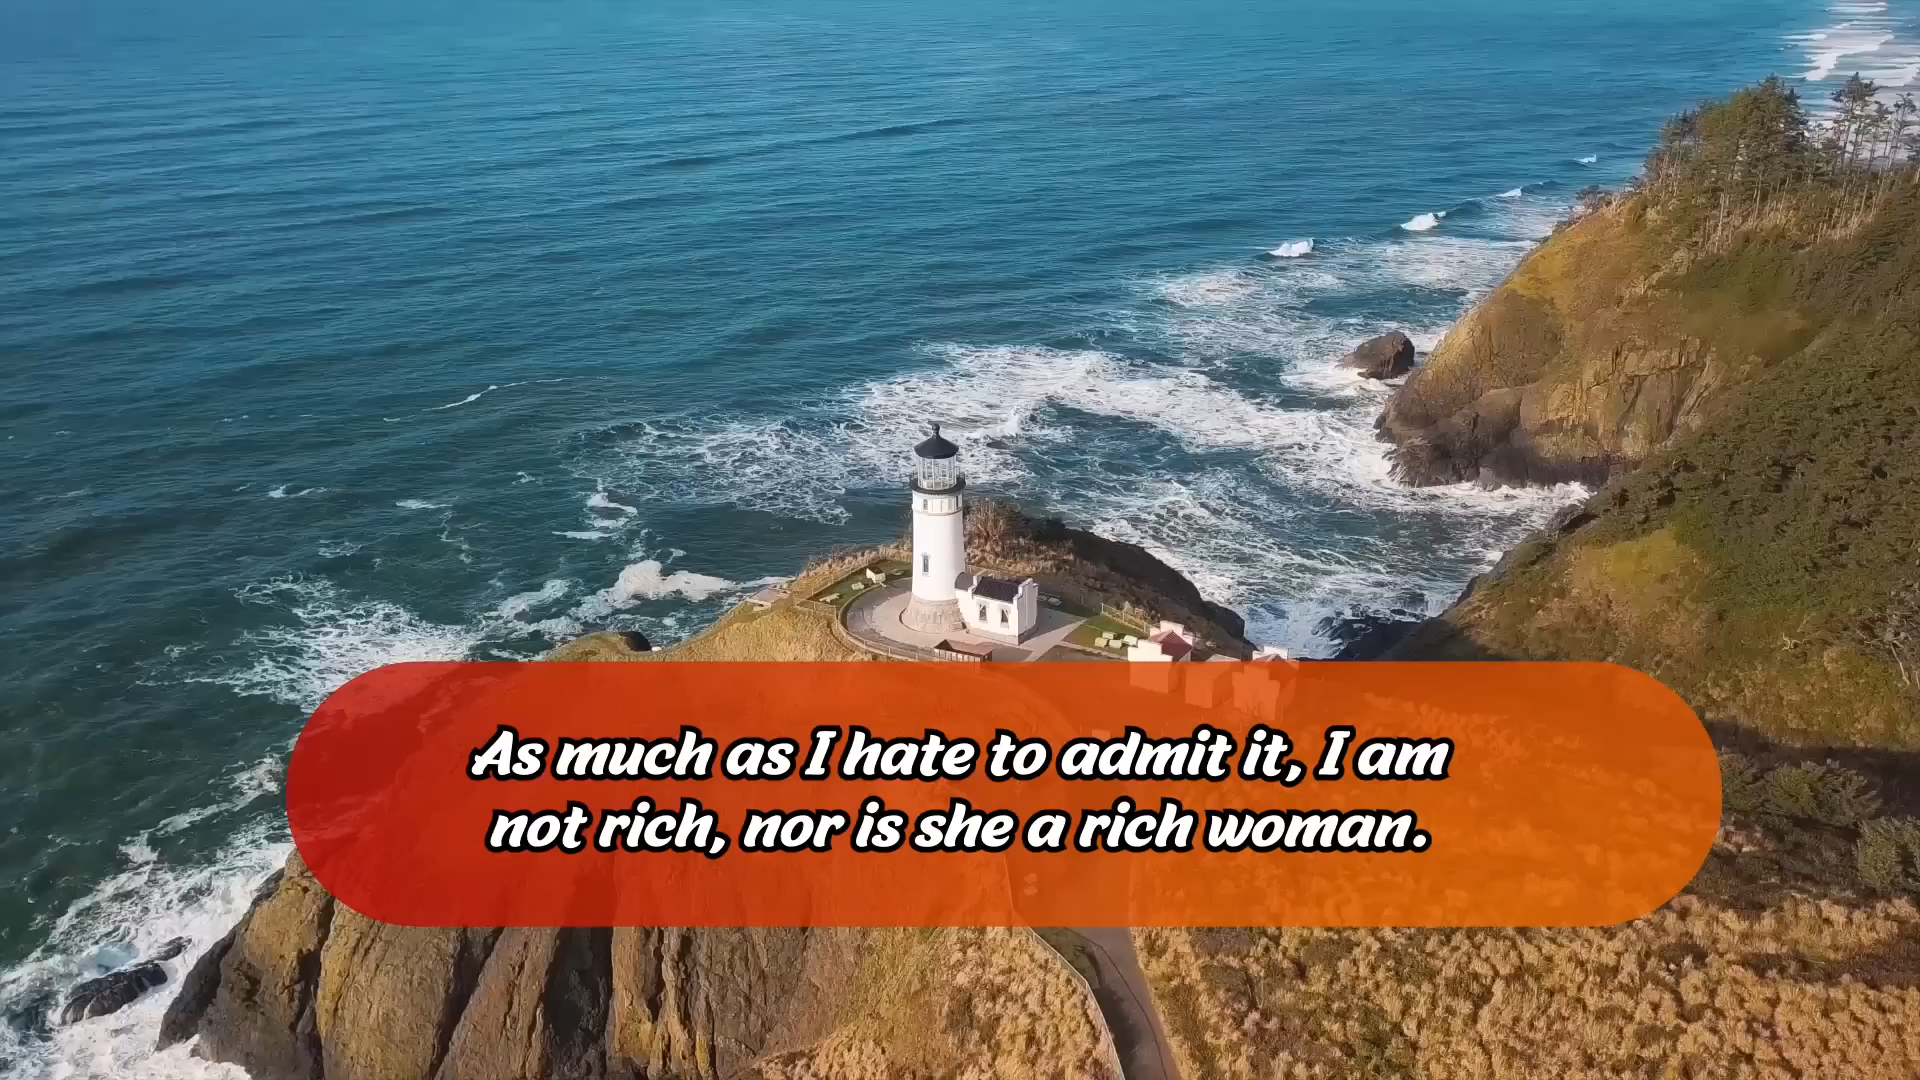 As much as I hate to admit it, I am
not rich, nor is she a rich woman.